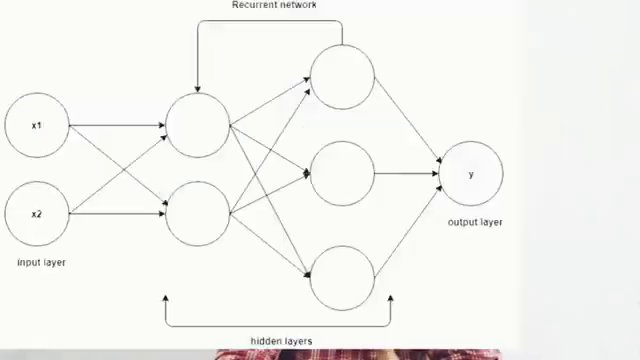 Recurrent network
x1
x2
y
output layer
input layer
hidden layers